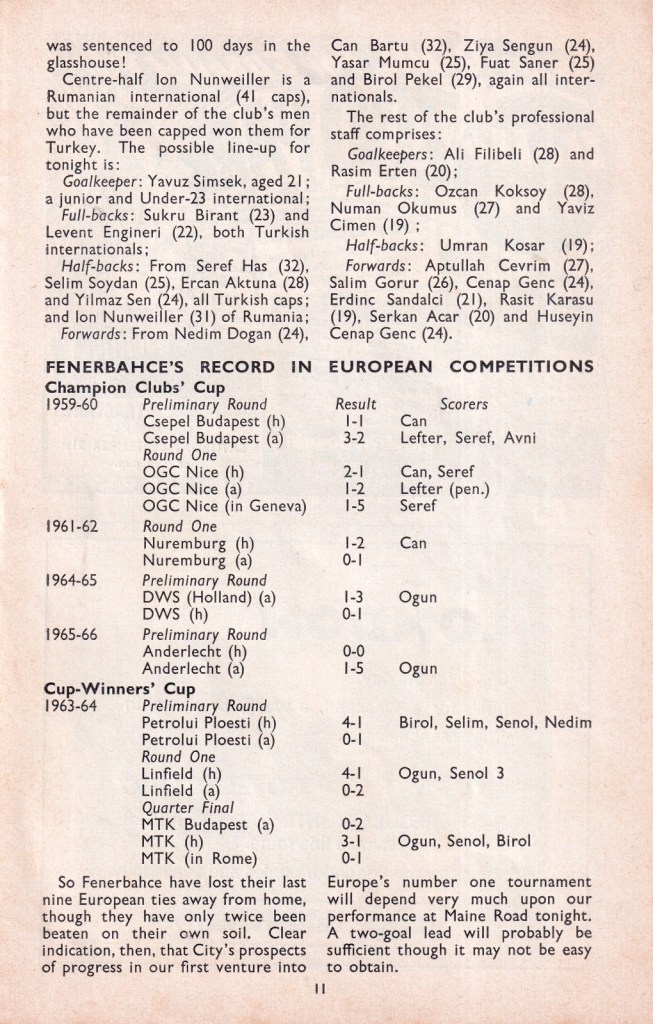 was sentenced to 100 days in the
glasshouse!
Centre-half Ion Nunweiller is a
Rumanian international (41 caps),
but the remainder of the club's men
who have been capped won them for
Turkey. The possible line-up for
tonight is:
Goalkeeper: Yavuz Simsek, aged 21;
a junior and Under-23 international;
Full-backs: Sukru Birant (23) and
Levent Engineri (22), both Turkish
internationals;
Half-backs: From Seref Has (32),
Selim Soydan (25), Ercan Aktuna (28)
and Yilmaz Sen (24), all Turkish caps;
and Ion Nunweiller (31) of Rumania;
Forwards: From Nedim Dogan (24),
Can Bartu (32), Ziya Sengun (24),
Yasar Mumcu (25), Fuat Saner (25)
and Birol Pekel (29), again all inter-
nationals.
The rest of the club's professional
staff comprises:
Goalkeepers: Ali Filibeli (28) and
Rasim Erten (20);
Full-backs: Ozcan Koksoy (28),
Numan Okumus (27) and Yaviz
Cimen (19) ;
Half-backs: Umran Kosar (19);
Forwards: Aptullah Cevrim (27),
Salim Gorur (26), Cenap Genc (24),
Erdinc Sandalci (21), Rasit Karasu
(19), Serkan Acar (20) and Huseyin
Cenap Genc (24).
FENERBAHCE'S RECORD IN EUROPEAN COMPETITIONS
Champion Clubs' Cup
1959-60 Preliminary Round Result Scorers
Csepel Budapest (h) 1-1 Can
Csepel Budapest (a) 3-2 Lefter, Seref, Avni
Round One
OGC Nice (h) 2-1 Can, Seref
OGC Nice (a) 1-2 Lefter (pen.)
OGC Nice (in Geneva) 1-5 Seref
1961-62 Round One
Nuremburg (h) 1-2 Can
Nuremburg (a) 0-1
1964-65 Preliminary Round
DWS (Holland) (a) 1-3 Ogun
DWS (h) 0-1
1965-66 Preliminary Round
Anderlecht (h) 0-0
Anderlecht (a) 1-5 Ogun
Cup-Winners' Cup
1963-64 Preliminary Round
Petrolui Ploesti (h) 4-1 Birol, Selim, Senol, Nedim
Petrolui Ploesti (a) 0-1
Round One
Linfield (h) 4-1 Ogun, Senol 3
Linfield (a) 0-2
Quarter Final
MTK Budapest (a) 0-2
MTK (h) 3-1 Ogun, Senol, Birol
MTK (in Rome) 0-1
So Fenerbahce have lost their last
nine European ties away from home,
though they have only twice been
beaten on their own soil. Clear
indication, then, that City's prospects
of progress in our first venture into
Europe's number one tournament
will depend very much upon our
performance at Maine Road tonight.
A two-goal lead will probably be
sufficient though it may not be easy
to obtain.
11